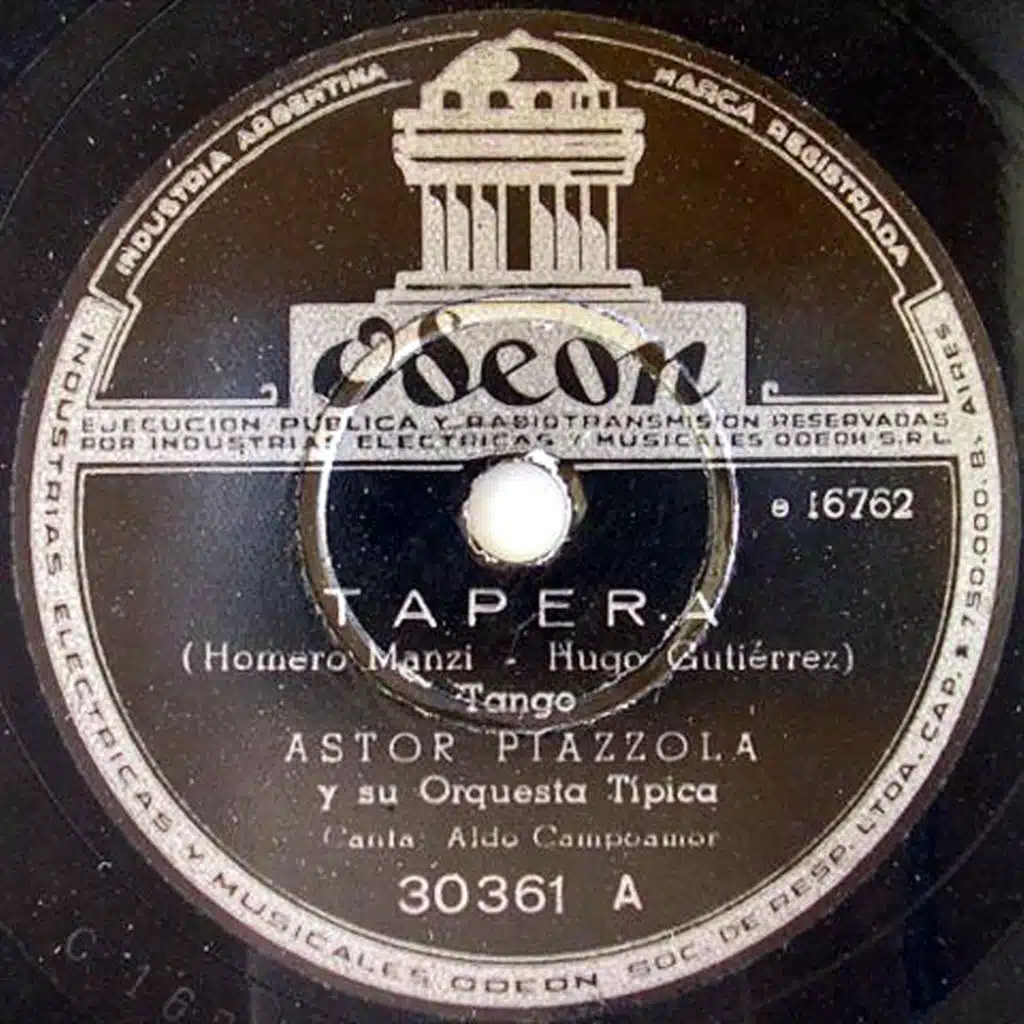 INDUSTRIA ARGENTINA
MARCA REGISTRADA
Odeon
EJECUCION PUBLICA Y RADIOTRANSMISION RESERVADAS
POR INDUSTRIAS ELECTRICAS Y MUSICALES ODEON S.R.L.
e 16762
TAPERA
(Homero Manzi - Hugo Gutiérrez)
Tango
ASTOR PIAZZOLA
y su Orquesta Típica
Canta Aldo Campoamor
30361 A
INDUSTRIAS ELECTRICAS Y MUSICALES ODEON SOC. DE RESP. LTDA. CAP. $ 750.000. B. AIRES
C 167